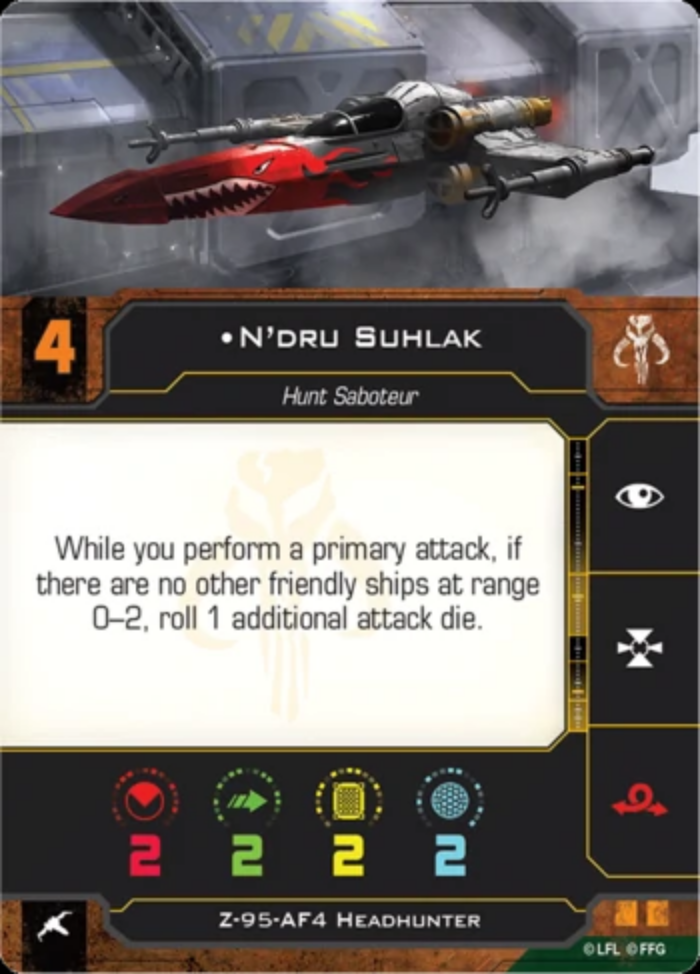 4
•N'DRU SUHLAK
Hunt Saboteur
While you perform a primary attack, if
there are no other friendly ships at range
0–2, roll 1 additional attack die.
2 2 2 2
Z-95-AF4 HEADHUNTER
©LFL ©FFG